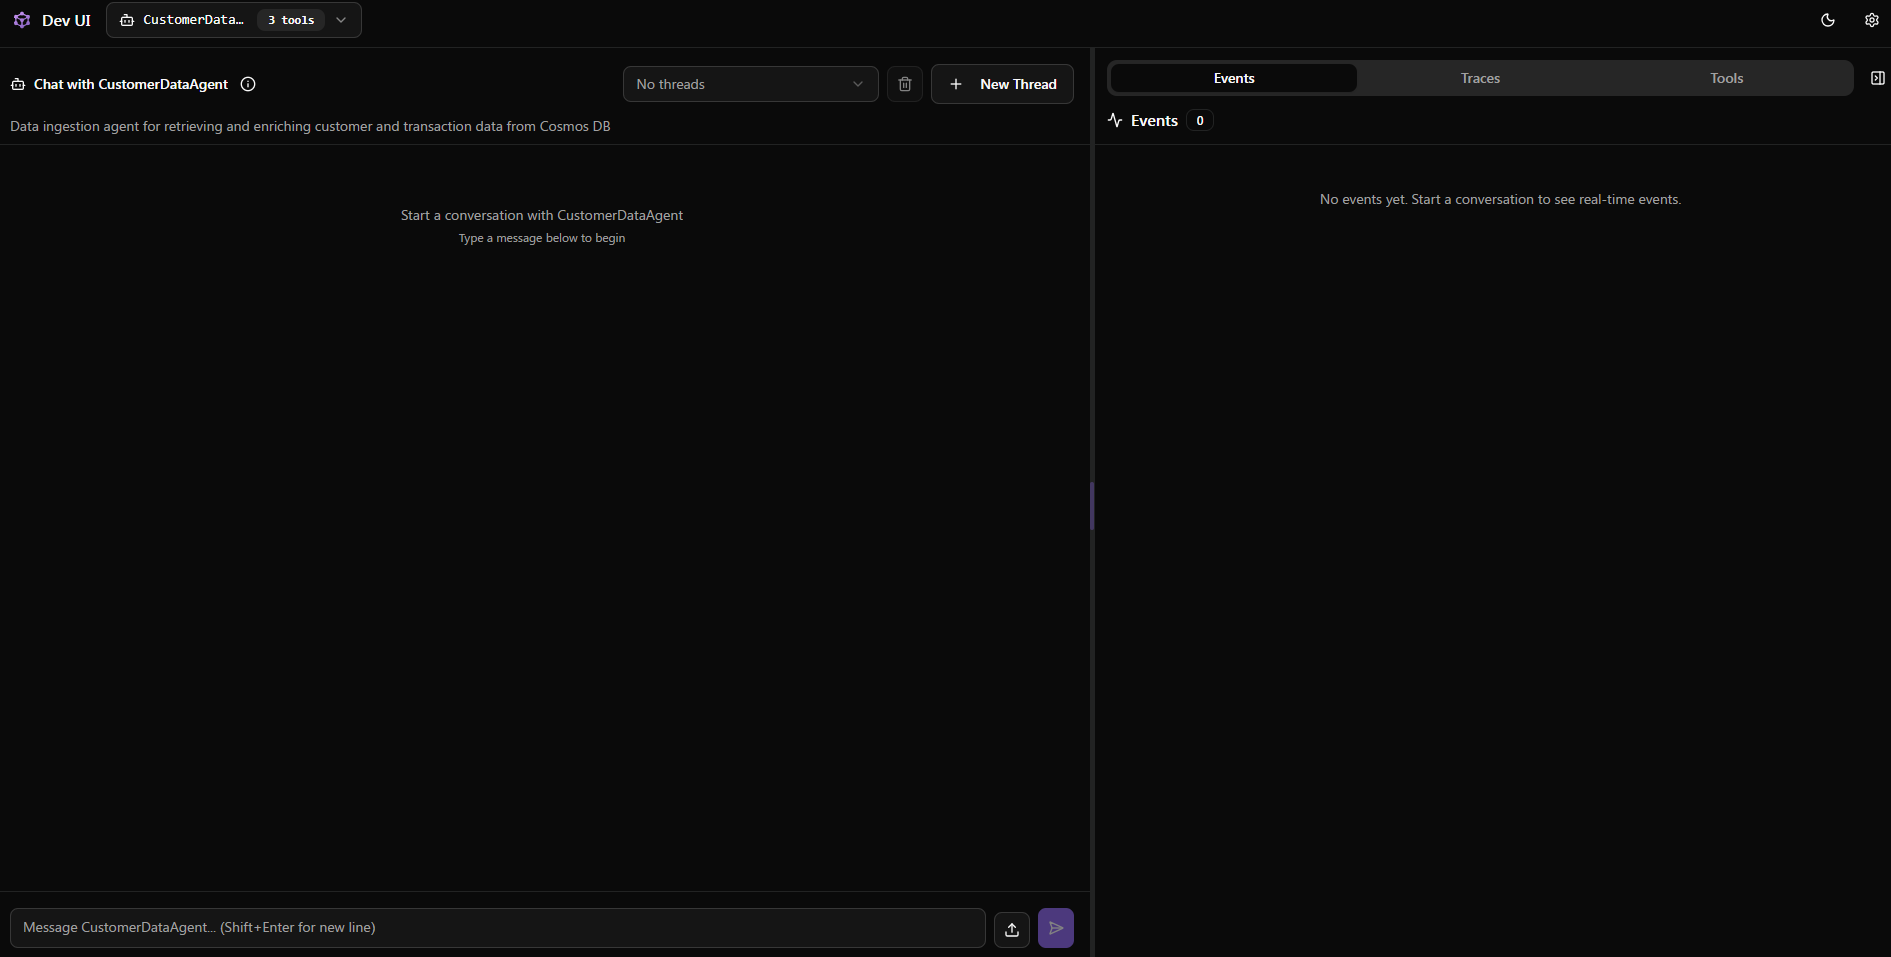 Dev UI
CustomerData...
3 tools
Chat with CustomerDataAgent
No threads
New Thread
Data ingestion agent for retrieving and enriching customer and transaction data from Cosmos DB
Start a conversation with CustomerDataAgent
Type a message below to begin
Message CustomerDataAgent... (Shift+Enter for new line)
Events
Traces
Tools
Events 0
No events yet. Start a conversation to see real-time events.